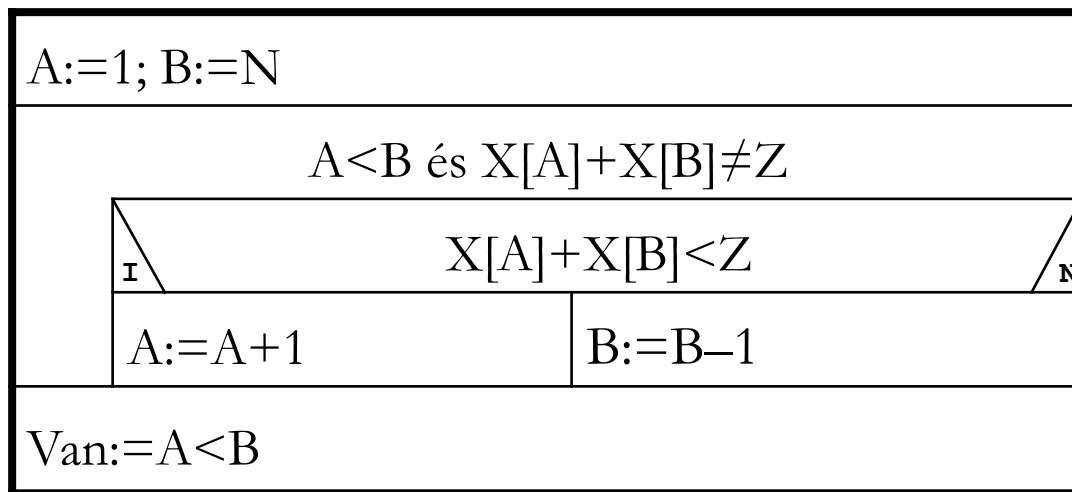 A:=1; B:=N
A<B és X[A]+X[B]≠Z
X[A]+X[B]<Z
I N
A:=A+1 B:=B–1
Van:=A<B